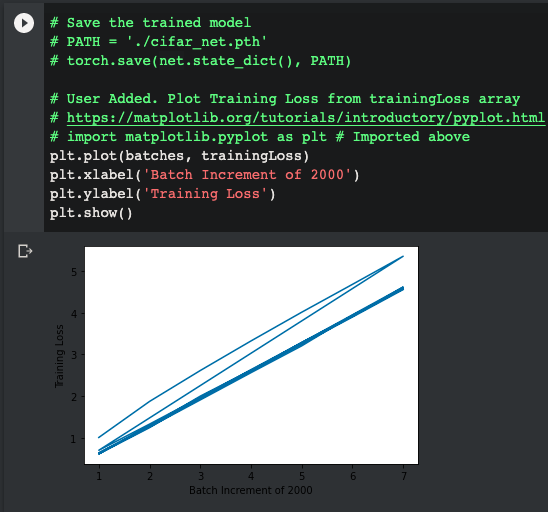 # Save the trained model
# PATH = './cifar_net.pth'
# torch.save(net.state_dict(), PATH)
# User Added. Plot Training Loss from trainingLoss array
# https://matplotlib.org/tutorials/introductory/pyplot.html
# import matplotlib.pyplot as plt # Imported above
plt.plot(batches, trainingLoss)
plt.xlabel('Batch Increment of 2000')
plt.ylabel('Training Loss')
plt.show()
5
4
3
2
1
Training Loss
1 2 3 4 5 6 7
Batch Increment of 2000